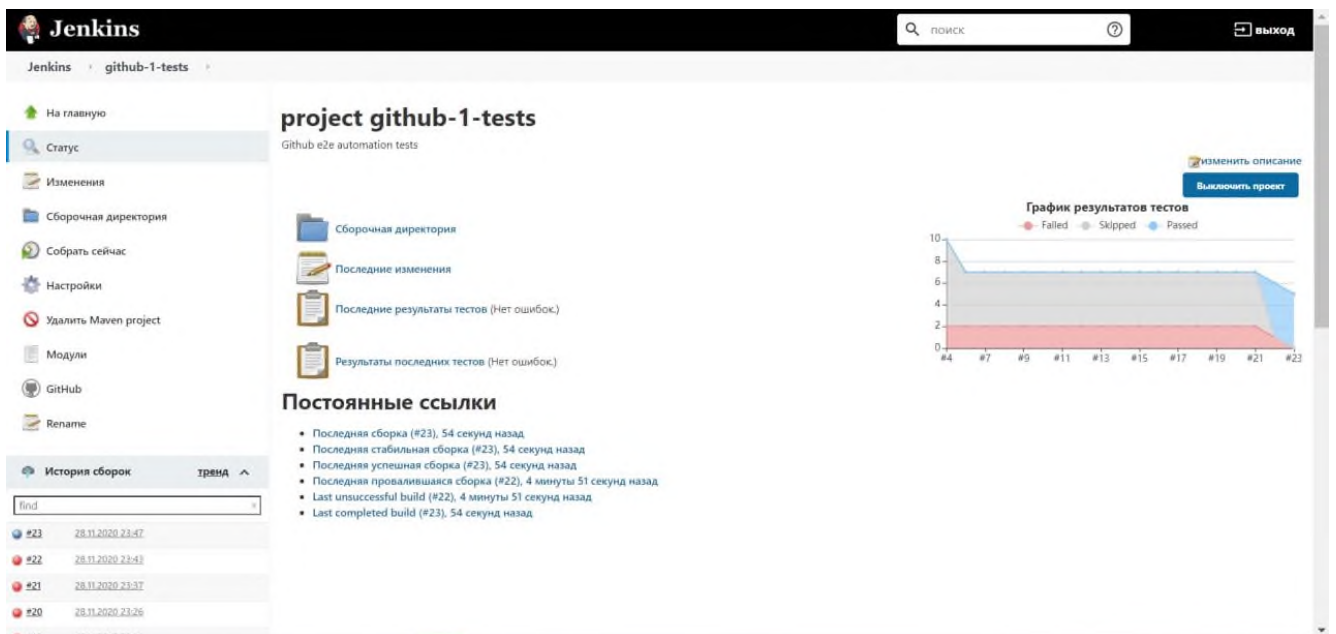 Jenkins
поиск
выход
Jenkins
github-1-tests
На главную
Статус
Изменения
Сборочная директория
Собрать сейчас
Настройки
Удалить Maven project
Модули
GitHub
Rename
История сборок
тренд
find
x
#23 28.11.2020 23:47
#22 28.11.2020 23:43
#21 28.11.2020 23:37
#20 28.11.2020 23:26
project github-1-tests
Github e2e automation tests
изменить описание
Выключить проект
Сборочная директория
Последние изменения
Последние результаты тестов (Нет ошибок.)
Результаты последних тестов (Нет ошибок.)
График результатов тестов
Failed Skipped Passed
10
8
6
4
2
0
#4 #7 #9 #11 #13 #15 #17 #19 #21 #23
Постоянные ссылки
Последняя сборка (#23), 54 секунд назад
Последняя стабильная сборка (#23), 54 секунд назад
Последняя успешная сборка (#23), 54 секунд назад
Последняя провалившаяся сборка (#22), 4 минуты 51 секунд назад
Last unsuccessful build (#22), 4 минуты 51 секунд назад
Last completed build (#23), 54 секунд назад